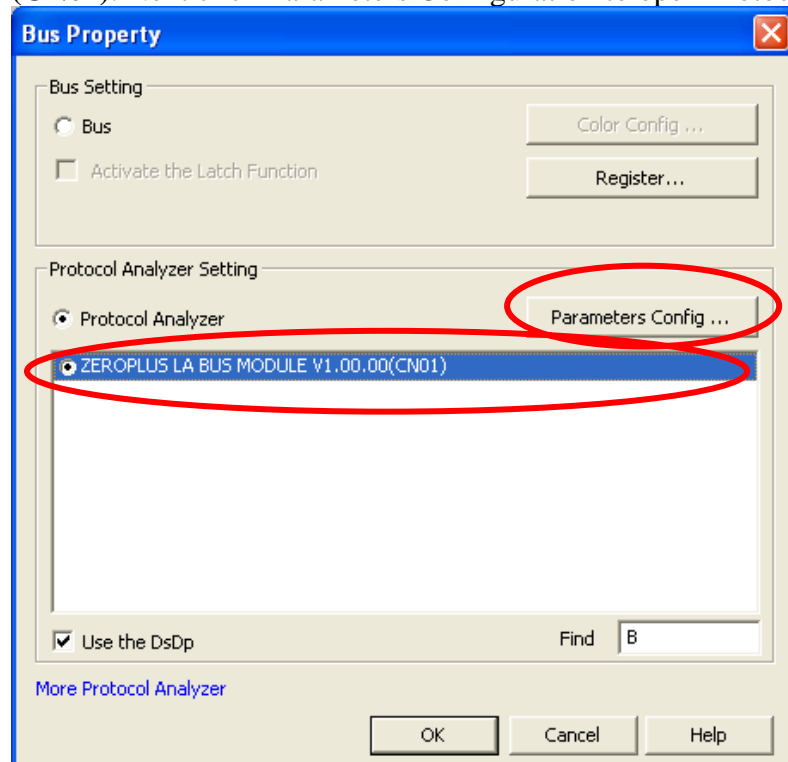 Bus Property
Bus Setting
Bus
Color Config ...
Activate the Latch Function
Register...
Protocol Analyzer Setting
Protocol Analyzer
Parameters Config ...
ZEROPLUS LA BUS MODULE V1.00.00(CN01)
Use the DsDp
Find B
More Protocol Analyzer
OK Cancel Help